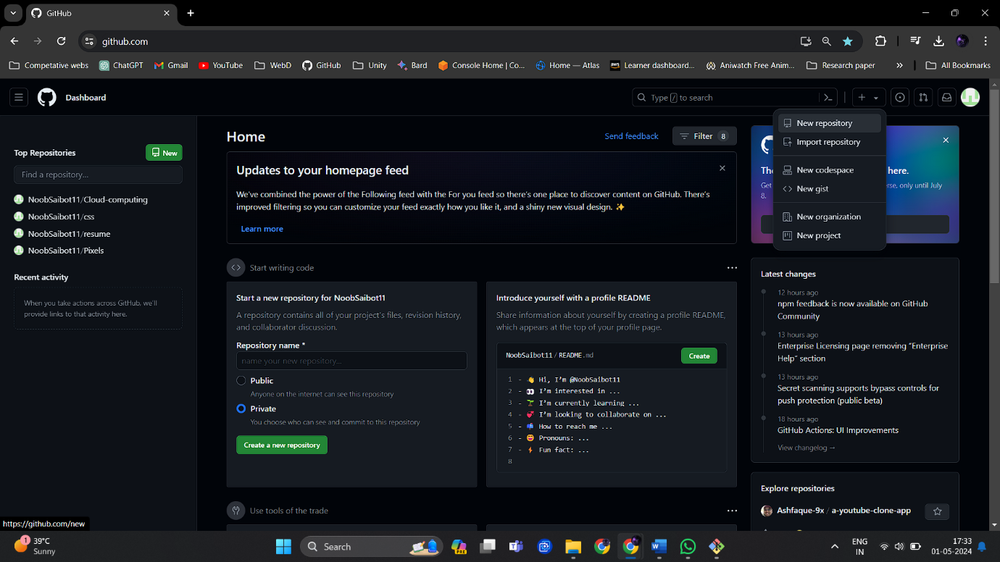 GitHub
github.com
Competative webs
ChatGPT
Gmail
YouTube
WebD
GitHub
Unity
Bard
Console Home | Co...
Home — Atlas
aws
Learner dashboard...
Aniwatch Free Anim...
Research paper
All Bookmarks
Dashboard
Type / to search
New repository
Import repository
New codespace
New gist
New organization
New project
Top Repositories
New
Find a repository...
NoobSaibot11/Cloud-computing
NoobSaibot11/css
NoobSaibot11/resume
NoobSaibot11/Pixels
Recent activity
When you take actions across GitHub, we'll
provide links to that activity here.
Home
Send feedback
Filter 8
Updates to your homepage feed
We've combined the power of the Following feed with the For you feed so there's one place to discover content on GitHub. There's
improved filtering so you can customize your feed exactly how you like it, and a shiny new visual design. ✨
Learn more
Start writing code
Start a new repository for NoobSaibot11
A repository contains all of your project's files, revision history,
and collaborator discussion.
Repository name *
name your new repository...
Public
Anyone on the internet can see this repository
Private
You choose who can see and commit to this repository
Create a new repository
Introduce yourself with a profile README
Share information about yourself by creating a profile README,
which appears at the top of your profile page.
NoobSaibot11 / README.md
Create
1 - 👋 Hi, I'm @NoobSaibot11
2 - 👀 I'm interested in ...
3 - 🌱 I'm currently learning ...
4 - 💞️ I'm looking to collaborate on ...
5 - 📫 How to reach me ...
6 - 😄 Pronouns: ...
7 - ⚡ Fun fact: ...
8
Use tools of the trade
Th
here.
Get
erse, only until July
8.
Latest changes
12 hours ago
npm feedback is now available on GitHub
Community
13 hours ago
Enterprise Licensing page removing "Enterprise
Help" section
13 hours ago
Secret scanning supports bypass controls for
push protection (public beta)
18 hours ago
GitHub Actions: UI Improvements
View changelog →
Explore repositories
Ashfaque-9x / a-youtube-clone-app
https://github.com/new
1
39°C
Sunny
Search
PRE
ENG
IN
17:33
01-05-2024